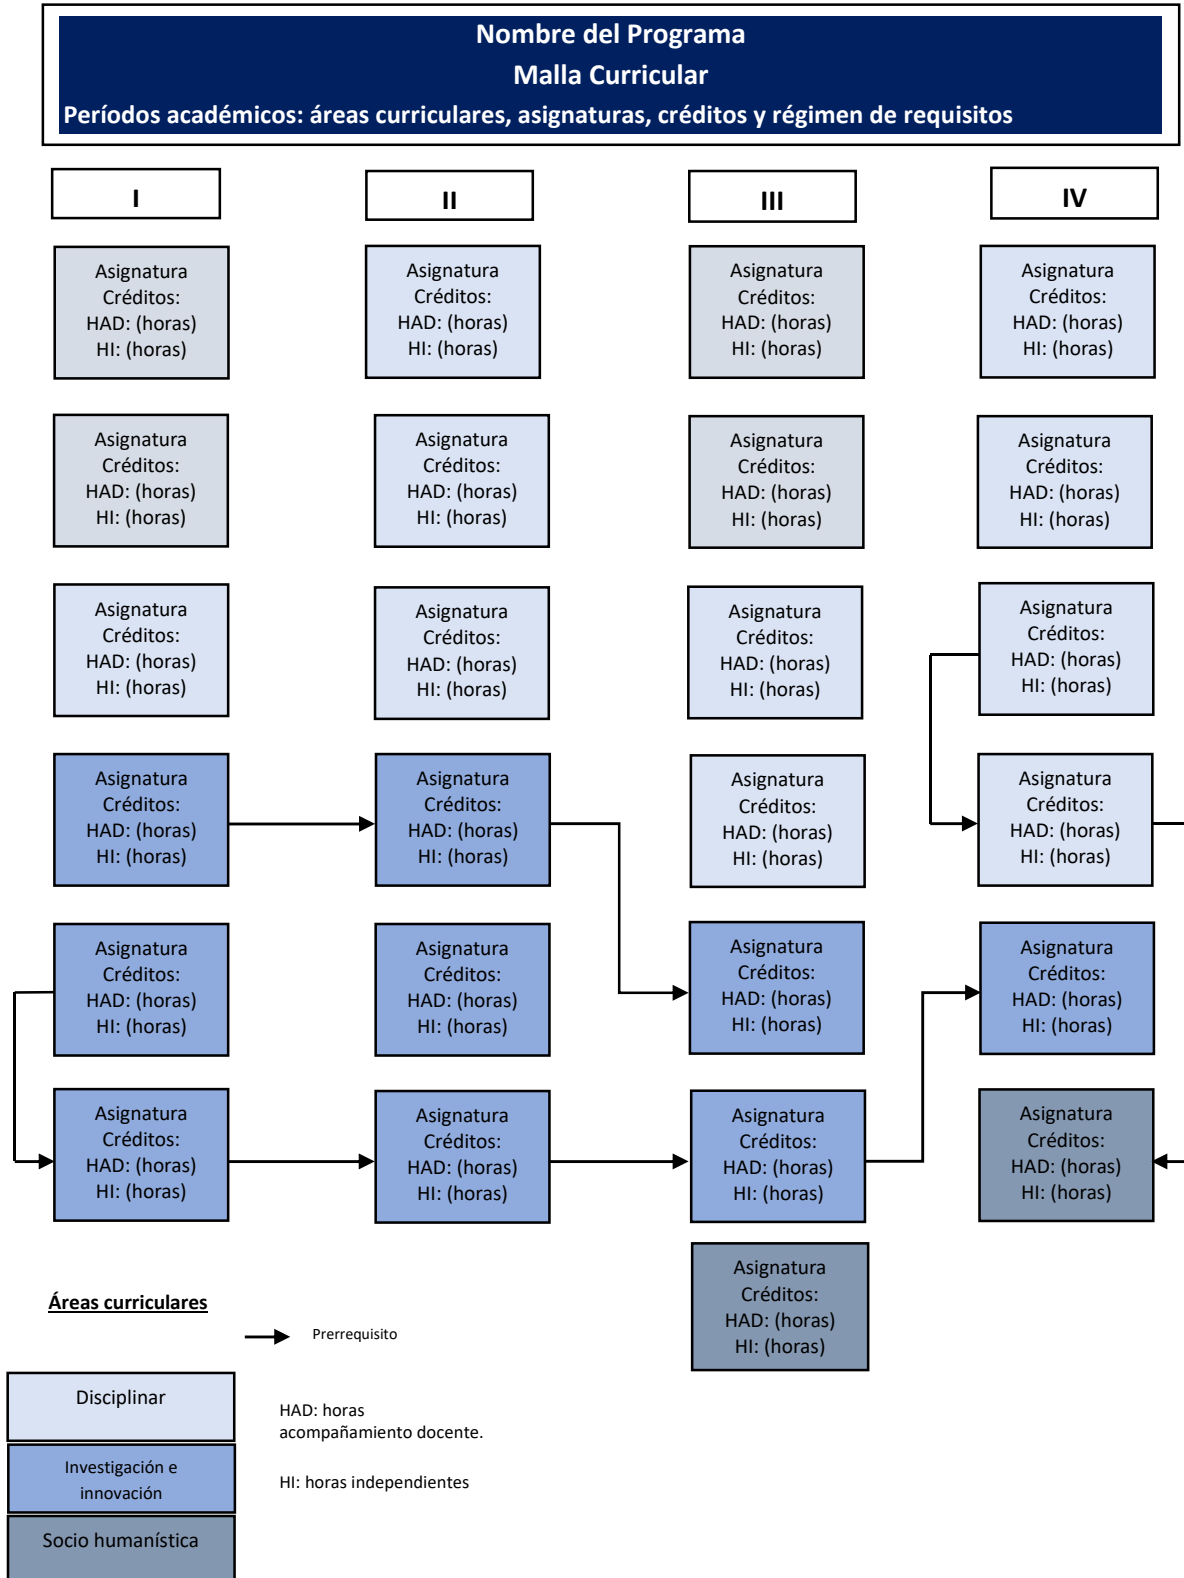 Nombre del Programa
Malla Curricular
Períodos académicos: áreas curriculares, asignaturas, créditos y régimen de requisitos
I
II
III
IV
Asignatura
Créditos:
HAD: (horas)
HI: (horas)
Asignatura
Créditos:
HAD: (horas)
HI: (horas)
Asignatura
Créditos:
HAD: (horas)
HI: (horas)
Asignatura
Créditos:
HAD: (horas)
HI: (horas)
Asignatura
Créditos:
HAD: (horas)
HI: (horas)
Asignatura
Créditos:
HAD: (horas)
HI: (horas)
Asignatura
Créditos:
HAD: (horas)
HI: (horas)
Asignatura
Créditos:
HAD: (horas)
HI: (horas)
Asignatura
Créditos:
HAD: (horas)
HI: (horas)
Asignatura
Créditos:
HAD: (horas)
HI: (horas)
Asignatura
Créditos:
HAD: (horas)
HI: (horas)
Asignatura
Créditos:
HAD: (horas)
HI: (horas)
Asignatura
Créditos:
HAD: (horas)
HI: (horas)
Asignatura
Créditos:
HAD: (horas)
HI: (horas)
Asignatura
Créditos:
HAD: (horas)
HI: (horas)
Asignatura
Créditos:
HAD: (horas)
HI: (horas)
Asignatura
Créditos:
HAD: (horas)
HI: (horas)
Asignatura
Créditos:
HAD: (horas)
HI: (horas)
Asignatura
Créditos:
HAD: (horas)
HI: (horas)
Asignatura
Créditos:
HAD: (horas)
HI: (horas)
Asignatura
Créditos:
HAD: (horas)
HI: (horas)
Asignatura
Créditos:
HAD: (horas)
HI: (horas)
Asignatura
Créditos:
HAD: (horas)
HI: (horas)
Asignatura
Créditos:
HAD: (horas)
HI: (horas)
Asignatura
Créditos:
HAD: (horas)
HI: (horas)
Áreas curriculares
Prerrequisito
Disciplinar
HAD: horas
acompañamiento docente.
Investigación e
innovación
HI: horas independientes
Socio humanística